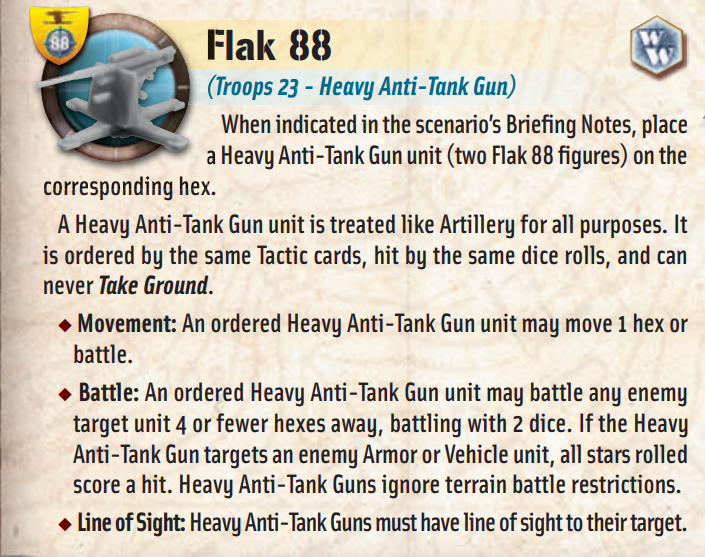 88
Flak 88
W
W
(Troops 23 - Heavy Anti-Tank Gun)
When indicated in the scenario's Briefing Notes, place
a Heavy Anti-Tank Gun unit (two Flak 88 figures) on the
corresponding hex.
A Heavy Anti-Tank Gun unit is treated like Artillery for all purposes. It
is ordered by the same Tactic cards, hit by the same dice rolls, and can
never Take Ground.
◆ Movement: An ordered Heavy Anti-Tank Gun unit may move 1 hex or
battle.
◆ Battle: An ordered Heavy Anti-Tank Gun unit may battle any enemy
target unit 4 or fewer hexes away, battling with 2 dice. If the Heavy
Anti-Tank Gun targets an enemy Armor or Vehicle unit, all stars rolled
score a hit. Heavy Anti-Tank Guns ignore terrain battle restrictions.
◆ Line of Sight: Heavy Anti-Tank Guns must have line of sight to their target.